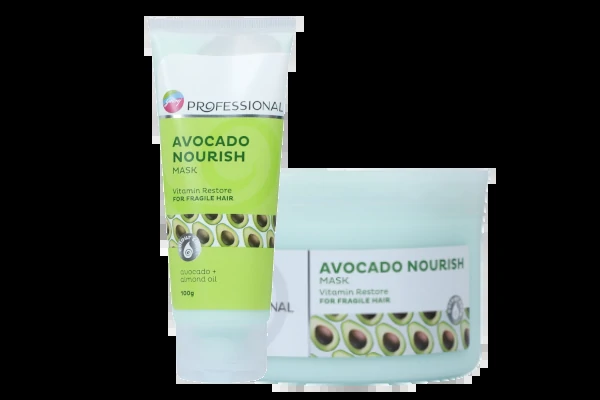 PROFESSIONAL
AVOCADO
NOURISH
MASK
Vitamin Restore
FOR FRAGILE HAIR
avocado +
almond oil
100g
NAL
AVOCADO NOURISH
MASK
Vitamin Restore
FOR FRAGILE HAIR